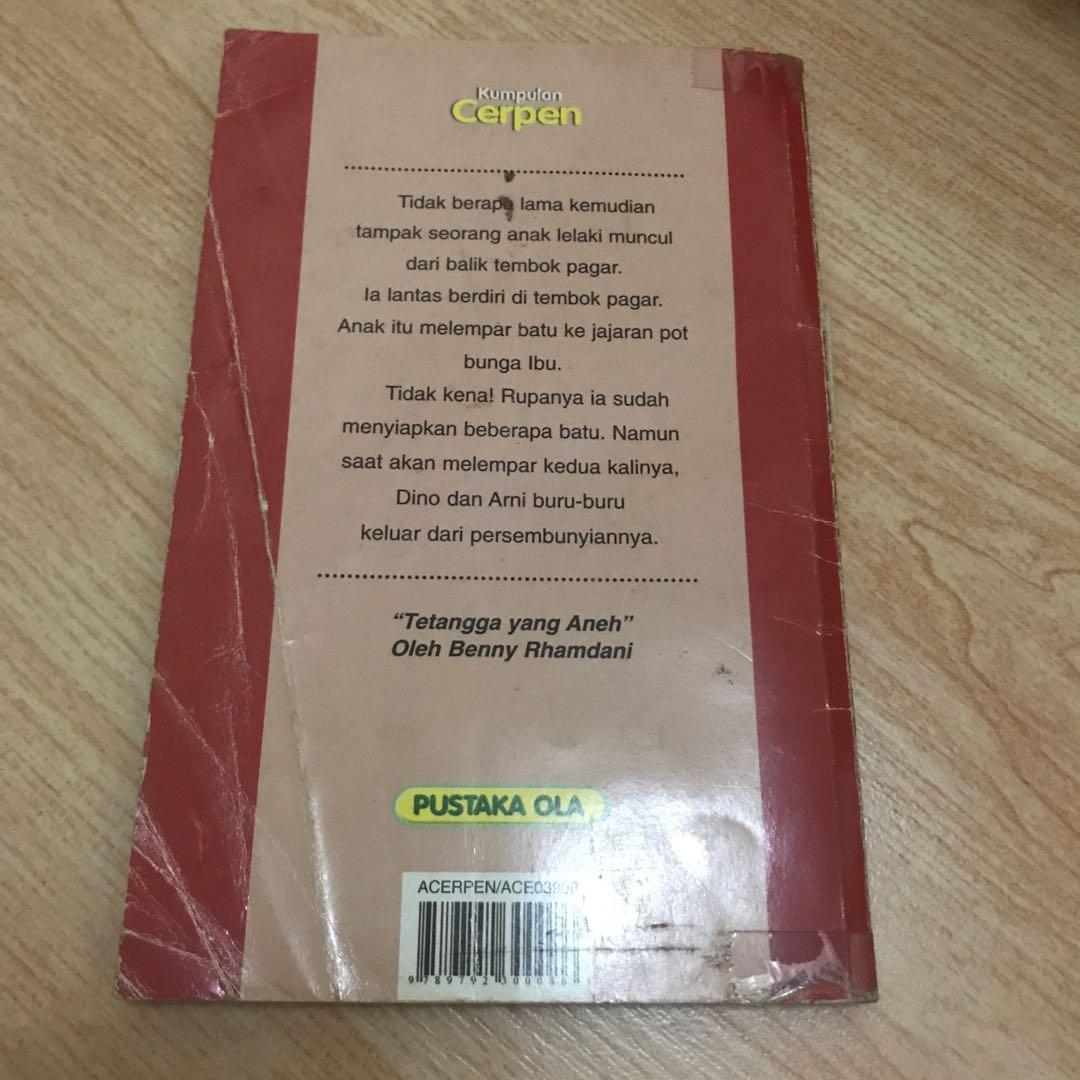 Kumpulan
Cerpen
Tidak berapa lama kemudian
tampak seorang anak lelaki muncul
dari balik tembok pagar.
Ia lantas berdiri di tembok pagar.
Anak itu melempar batu ke jajaran pot
bunga Ibu.
Tidak kena! Rupanya ia sudah
menyiapkan beberapa batu. Namun
saat akan melempar kedua kalinya,
Dino dan Arni buru-buru
keluar dari persembunyiannya.
"Tetangga yang Aneh"
Oleh Benny Rhamdani
PUSTAKA OLA
9 789792 300086